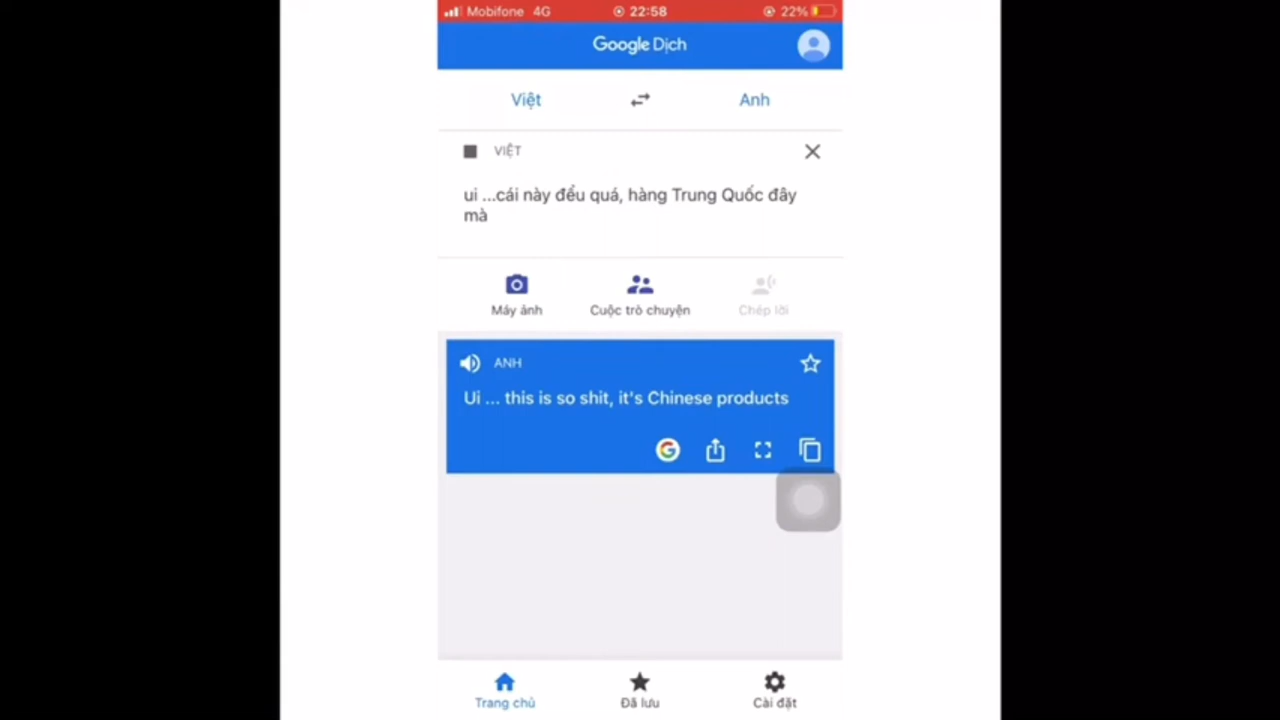 Mobifone 4G 22:58 22%
Google Dịch
Việt Anh
VIỆT
ui ...cái này đểu quá, hàng Trung Quốc đây
mà
Máy ảnh Cuộc trò chuyện Chép lời
ANH
Ui ... this is so shit, it's Chinese products
Trang chủ Đã lưu Cài đặt